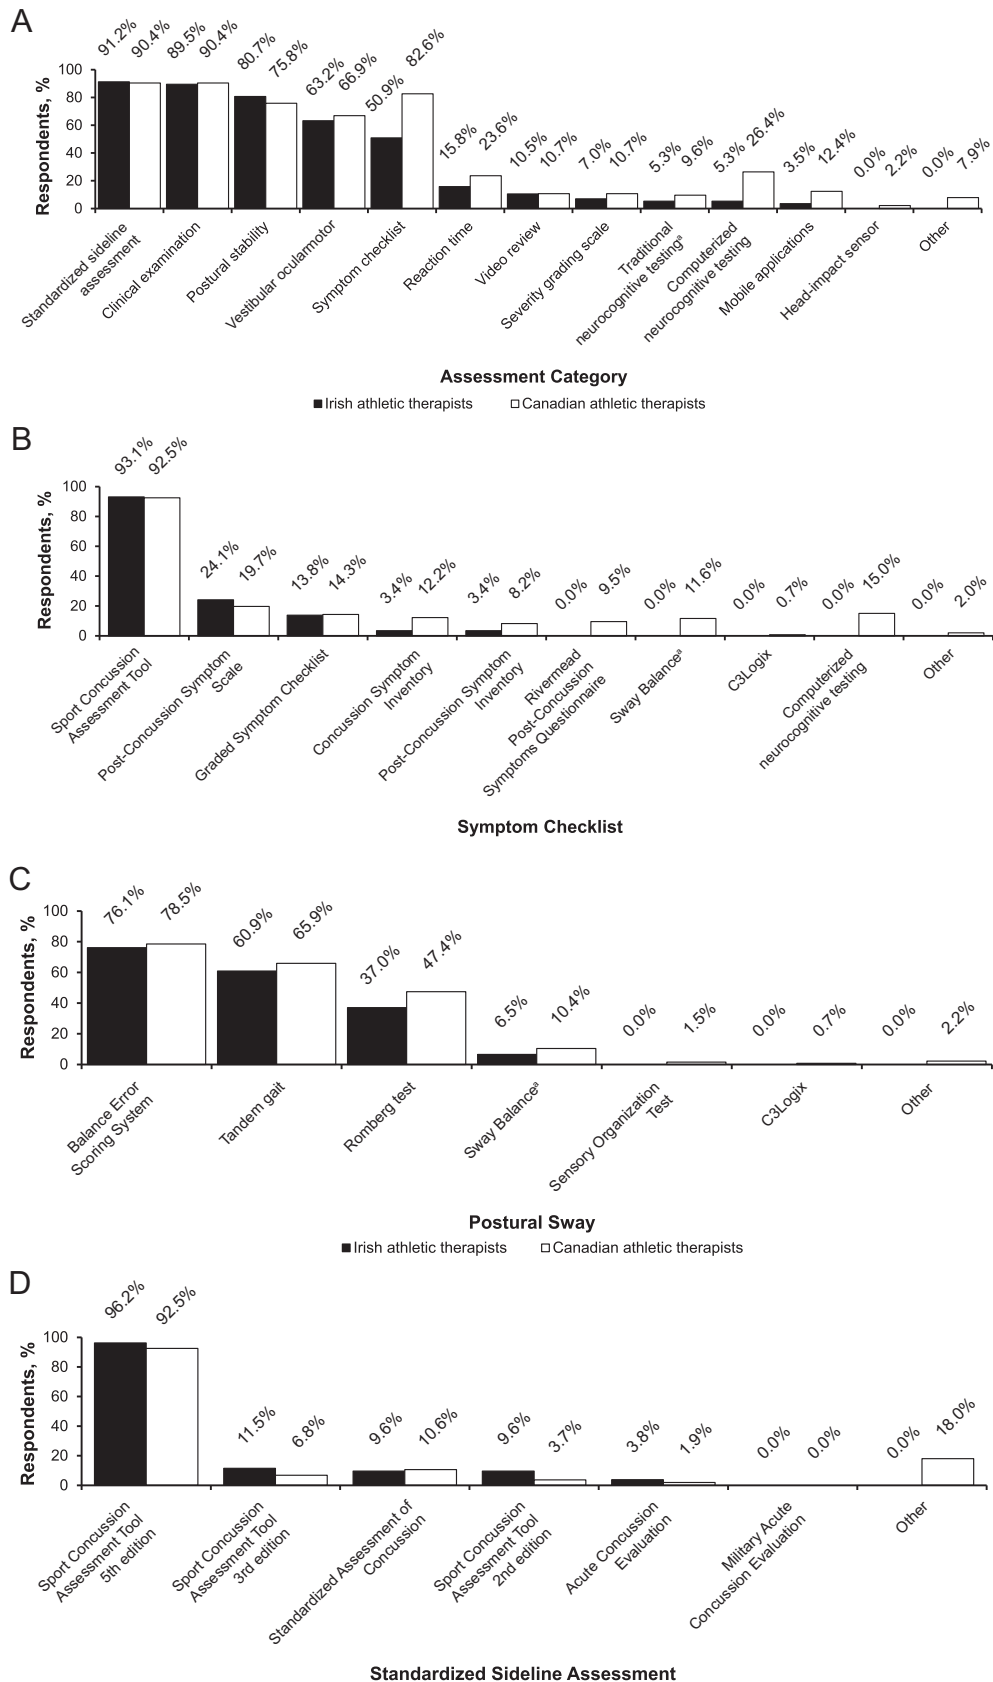 A
91.2% 90.4% 89.5% 90.4% 80.7% 75.8% 63.2% 66.9% 50.9% 82.6% 15.8% 23.6% 10.5% 10.7% 7.0% 10.7% 5.3% 9.6% 5.3% 26.4% 3.5% 12.4% 0.0% 2.2% 0.0% 7.9%
Respondents, %
100
80
60
40
20
0
Standardized sideline
assessment
Clinical examination
Postural stability
Vestibular ocularmotor
Symptom checklist
Reaction time
Video review
Severity grading scale
Traditional
neurocognitive testingª
Computerized
neurocognitive testing
Mobile applications
Head-impact sensor
Other
Assessment Category
Irish athletic therapists Canadian athletic therapists
B
93.1% 92.5% 24.1% 19.7% 13.8% 14.3% 3.4% 12.2% 3.4% 8.2% 0.0% 9.5% 0.0% 11.6% 0.0% 0.7% 0.0% 15.0% 0.0% 2.0%
Respondents, %
100
80
60
40
20
0
Sport Concussion
Assessment Tool
Post-Concussion Symptom
Scale
Graded Symptom Checklist
Concussion Symptom
Inventory
Post-Concussion Symptom
Inventory
Rivermead
Post-Concussion
Symptoms Questionnaire
Sway Balanceª
C3Logix
Computerized
neurocognitive testing
Other
Symptom Checklist
C
76.1% 78.5% 60.9% 65.9% 37.0% 47.4% 6.5% 10.4% 0.0% 1.5% 0.0% 0.7% 0.0% 2.2%
Respondents, %
100
80
60
40
20
0
Balance Error
Scoring System
Tandem gait
Romberg test
Sway Balanceª
Sensory Organization
Test
C3Logix
Other
Postural Sway
Irish athletic therapists Canadian athletic therapists
D
96.2% 92.5% 11.5% 6.8% 9.6% 10.6% 9.6% 3.7% 3.8% 1.9% 0.0% 0.0% 0.0% 18.0%
Respondents, %
100
80
60
40
20
0
Sport Concussion
Assessment Tool
5th edition
Sport Concussion
Assessment Tool
3rd edition
Standardized Assessment of
Concussion
Sport Concussion
Assessment Tool
2nd edition
Acute Concussion
Evaluation
Military Acute
Concussion Evaluation
Other
Standardized Sideline Assessment